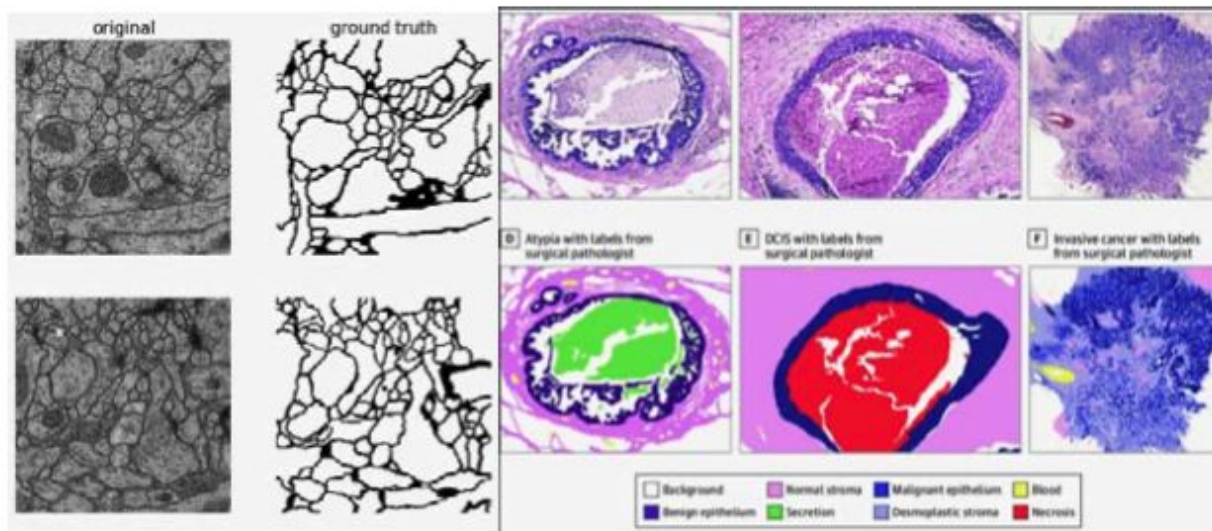 original
ground truth
D Atypia with labels from
surgical pathologist
E DCIS with labels from
surgical pathologist
F Invasive cancer with labels
from surgical pathologist
Background
Normal stroma
Malignant epithelium
Blood
Benign epithelium
Secretion
Desmoplastic stroma
Necrosis